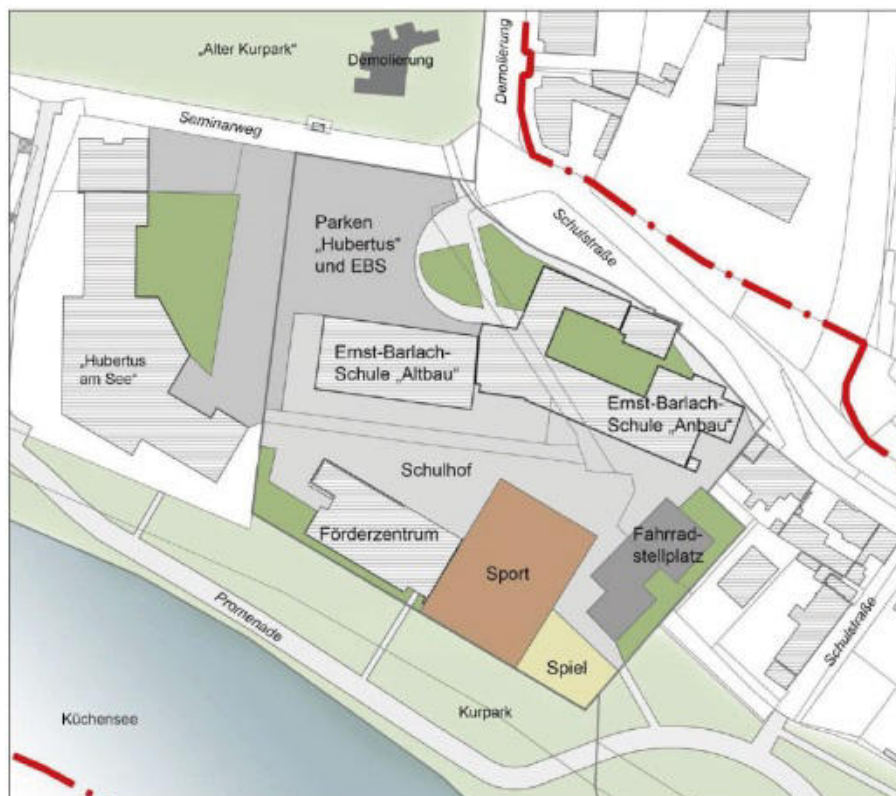 „Alter Kurpark"
Demolierung
Demolierung
Seminarweg
Schulstraße
Parken
„Hubertus"
und EBS
Ernst-Barlach-
Schule „Altbau"
„Hubertus
am See"
Ernst-Barlach-
Schule „Anbau"
Schulhof
Förderzentrum
Fahrrad-
stellplatz
Sport
Spiel
Promenade
Schulstraße
Kurpark
Küchensee